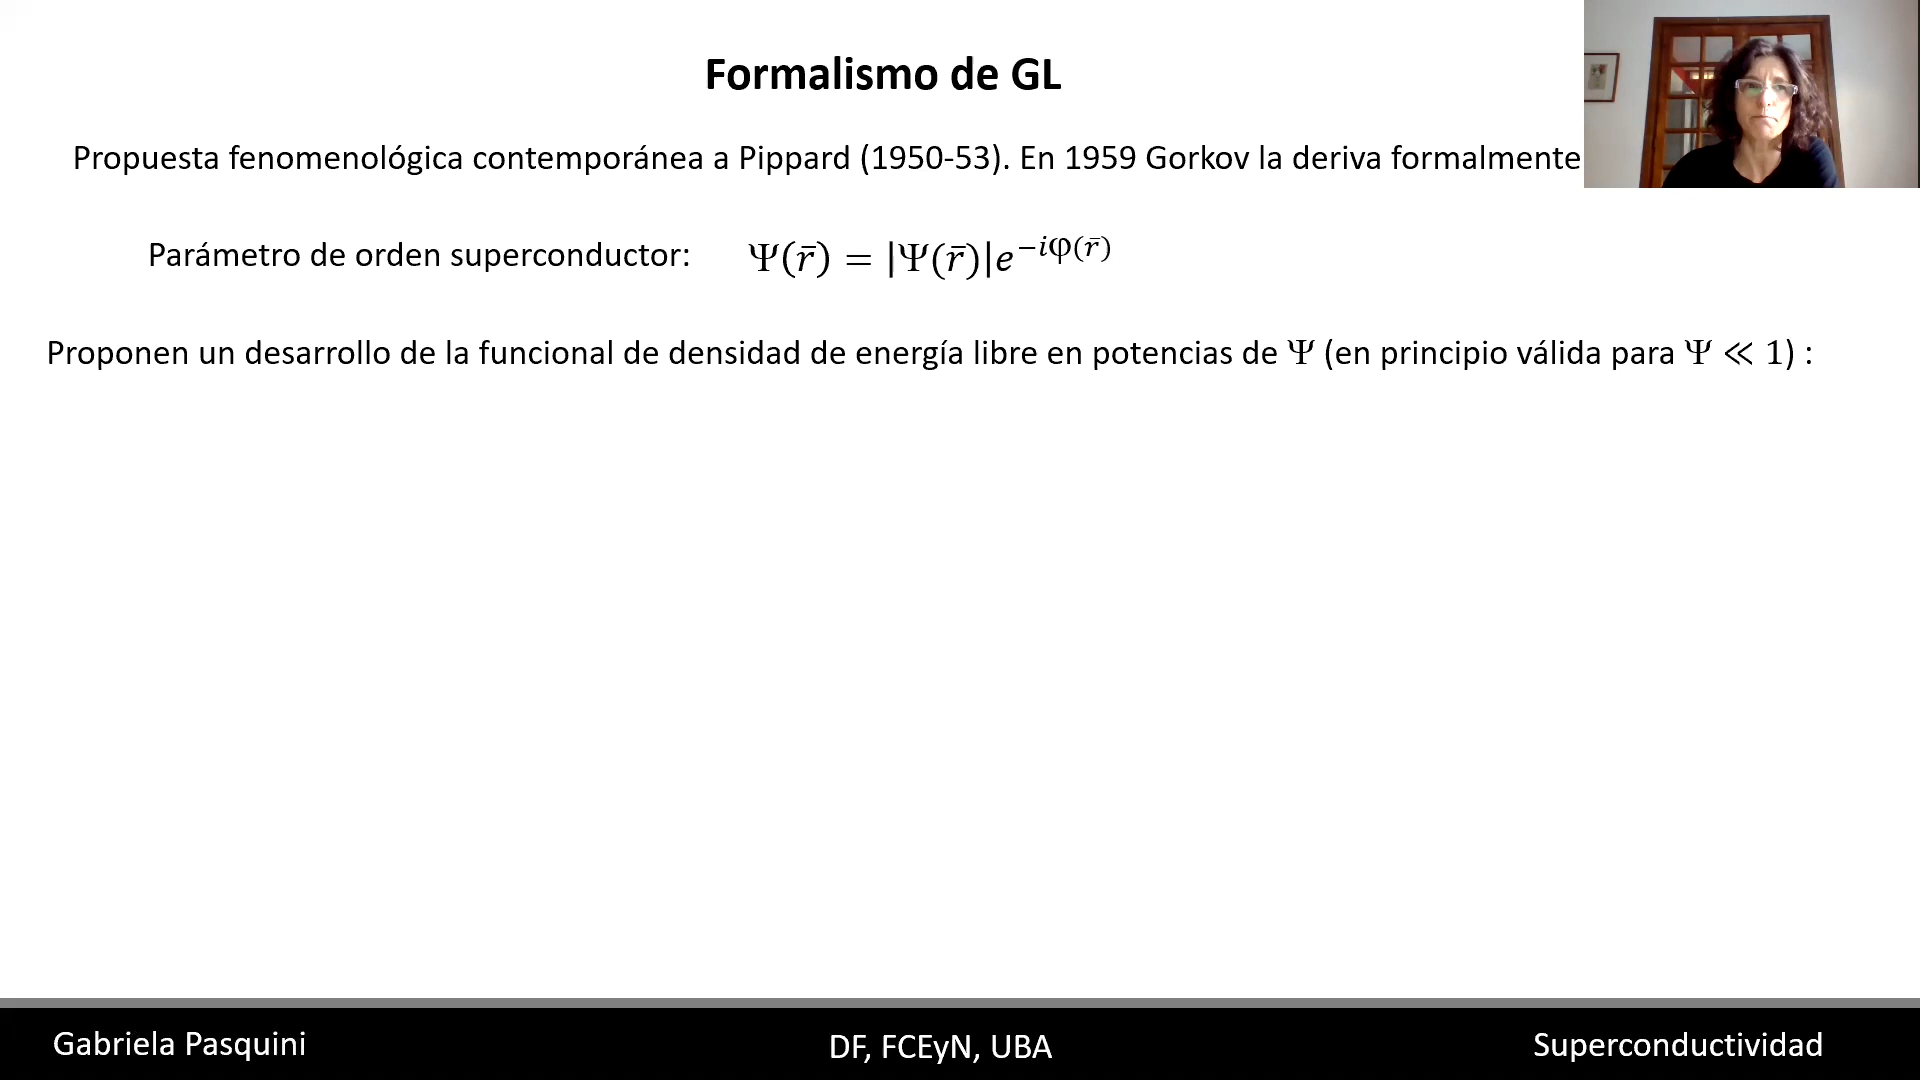 Formalismo de GL
Propuesta fenomenológica contemporánea a Pippard (1950-53). En 1959 Gorkov la deriva formalmente
Parámetro de orden superconductor: Ψ(r̄) = |Ψ(r̄)|e^{−iφ(r̄)}
Proponen un desarrollo de la funcional de densidad de energía libre en potencias de Ψ (en principio válida para Ψ ≪ 1) :
Gabriela Pasquini DF, FCEyN, UBA Superconductividad